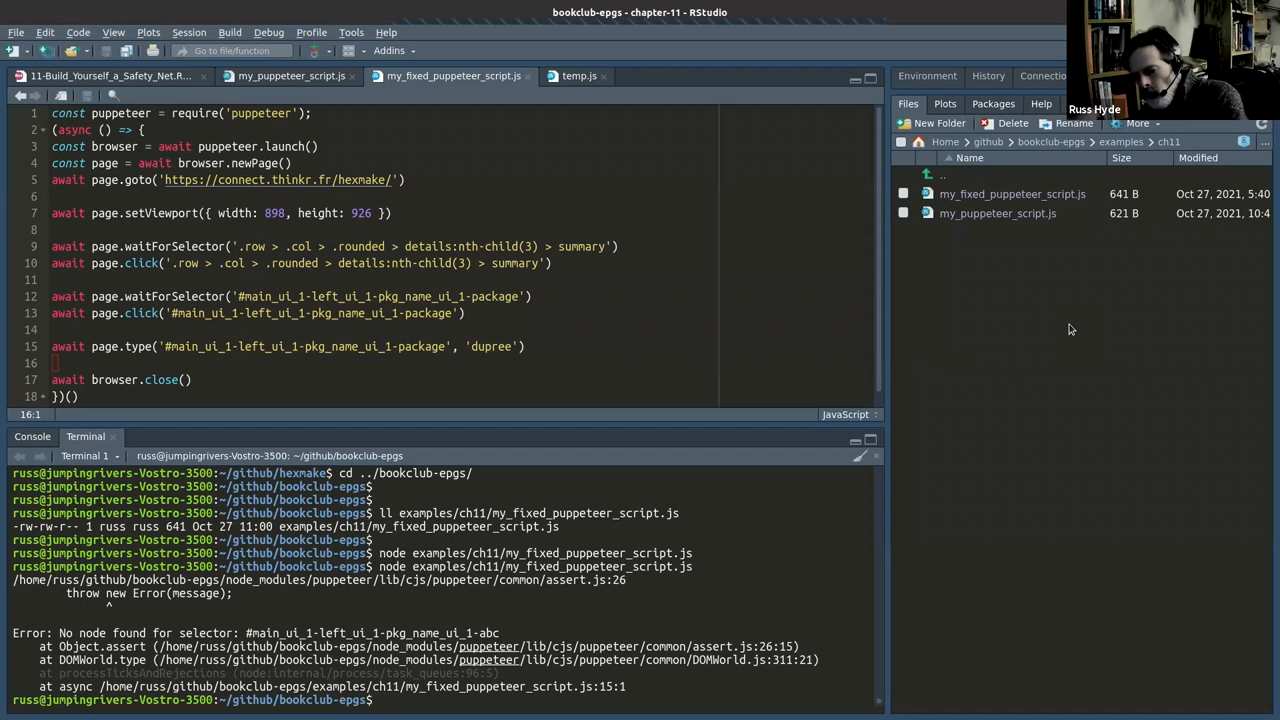 bookclub-epgs - chapter-11 - RStudio
File Edit Code View Plots Session Build Debug Profile Tools Help
Go to file/function Addins
11-Build_Yourself_a_Safety_Net.R... my_puppeteer_script.js my_fixed_puppeteer_script.js temp.js
1 const puppeteer = require('puppeteer');
2 (async () => {
3 const browser = await puppeteer.launch()
4 const page = await browser.newPage()
5 await page.goto('https://connect.thinkr.fr/hexmake/')
6
7 await page.setViewport({ width: 898, height: 926 })
8
9 await page.waitForSelector('.row > .col > .rounded > details:nth-child(3) > summary')
10 await page.click('.row > .col > .rounded > details:nth-child(3) > summary')
11
12 await page.waitForSelector('#main_ui_1-left_ui_1-pkg_name_ui_1-package')
13 await page.click('#main_ui_1-left_ui_1-pkg_name_ui_1-package')
14
15 await page.type('#main_ui_1-left_ui_1-pkg_name_ui_1-package', 'dupree')
16
17 await browser.close()
18 })()
16:1 JavaScript
Console Terminal
Terminal 1 russ@jumpingrivers-Vostro-3500: ~/github/bookclub-epgs
russ@jumpingrivers-Vostro-3500:~/github/hexmake$ cd ../bookclub-epgs/
russ@jumpingrivers-Vostro-3500:~/github/bookclub-epgs$
russ@jumpingrivers-Vostro-3500:~/github/bookclub-epgs$
russ@jumpingrivers-Vostro-3500:~/github/bookclub-epgs$ ll examples/ch11/my_fixed_puppeteer_script.js
-rw-rw-r-- 1 russ russ 641 Oct 27 11:00 examples/ch11/my_fixed_puppeteer_script.js
russ@jumpingrivers-Vostro-3500:~/github/bookclub-epgs$
russ@jumpingrivers-Vostro-3500:~/github/bookclub-epgs$ node examples/ch11/my_fixed_puppeteer_script.js
russ@jumpingrivers-Vostro-3500:~/github/bookclub-epgs$ node examples/ch11/my_fixed_puppeteer_script.js
/home/russ/github/bookclub-epgs/node_modules/puppeteer/lib/cjs/puppeteer/common/assert.js:26
throw new Error(message);
^
Error: No node found for selector: #main_ui_1-left_ui_1-pkg_name_ui_1-abc
at Object.assert (/home/russ/github/bookclub-epgs/node_modules/puppeteer/lib/cjs/puppeteer/common/assert.js:26:15)
at DOMWorld.type (/home/russ/github/bookclub-epgs/node_modules/puppeteer/lib/cjs/puppeteer/common/DOMWorld.js:311:21)
at processTicksAndRejections (node:internal/process/task_queues:96:5)
at async /home/russ/github/bookclub-epgs/examples/ch11/my_fixed_puppeteer_script.js:15:1
russ@jumpingrivers-Vostro-3500:~/github/bookclub-epgs$
Environment History Connectio
Russ Hyde
Files Plots Packages Help
New Folder Delete Rename More
Home github bookclub-epgs examples ch11 ...
Name Size Modified
..
my_fixed_puppeteer_script.js 641 B Oct 27, 2021, 5:40
my_puppeteer_script.js 621 B Oct 27, 2021, 10:4